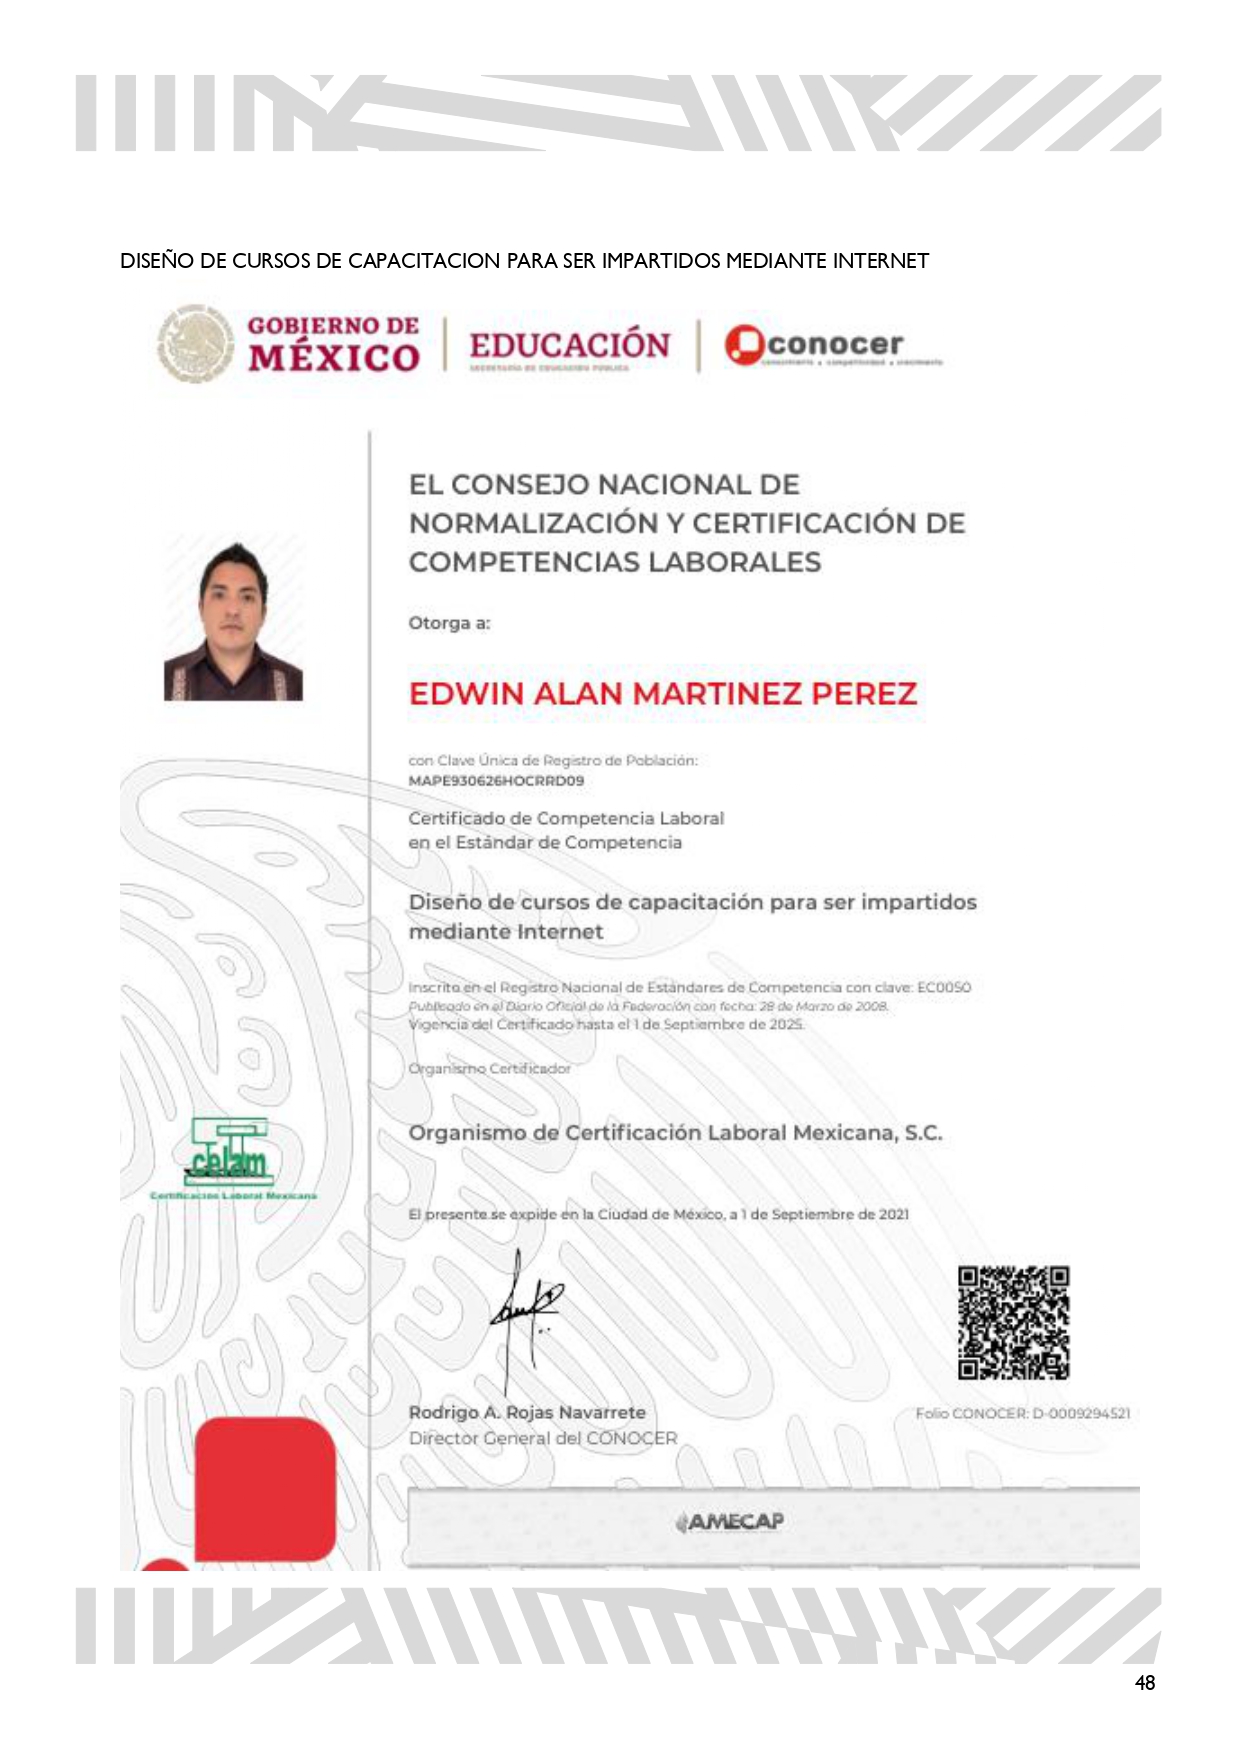 DISEÑO DE CURSOS DE CAPACITACION PARA SER IMPARTIDOS MEDIANTE INTERNET
GOBIERNO DE MÉXICO
EDUCACIÓN
SECRETARÍA DE EDUCACIÓN PÚBLICA
conocer
conocimiento • competitividad • crecimiento
EL CONSEJO NACIONAL DE
NORMALIZACIÓN Y CERTIFICACIÓN DE
COMPETENCIAS LABORALES
Otorga a:
EDWIN ALAN MARTINEZ PEREZ
con Clave Única de Registro de Población:
MAPE930626HOCRRD09
Certificado de Competencia Laboral
en el Estándar de Competencia
Diseño de cursos de capacitación para ser impartidos
mediante Internet
Inscrito en el Registro Nacional de Estándares de Competencia con clave: EC0050
Publicado en el Diario Oficial de la Federación con fecha: 28 de Marzo de 2008.
Vigencia del Certificado hasta el 1 de Septiembre de 2025.
Organismo Certificador
celam
Certificación Laboral Mexicana
Organismo de Certificación Laboral Mexicana, S.C.
El presente se expide en la Ciudad de México, a 1 de Septiembre de 2021
Rodrigo A. Rojas Navarrete
Director General del CONOCER
Folio CONOCER: D-0009294521
AMECAP
48